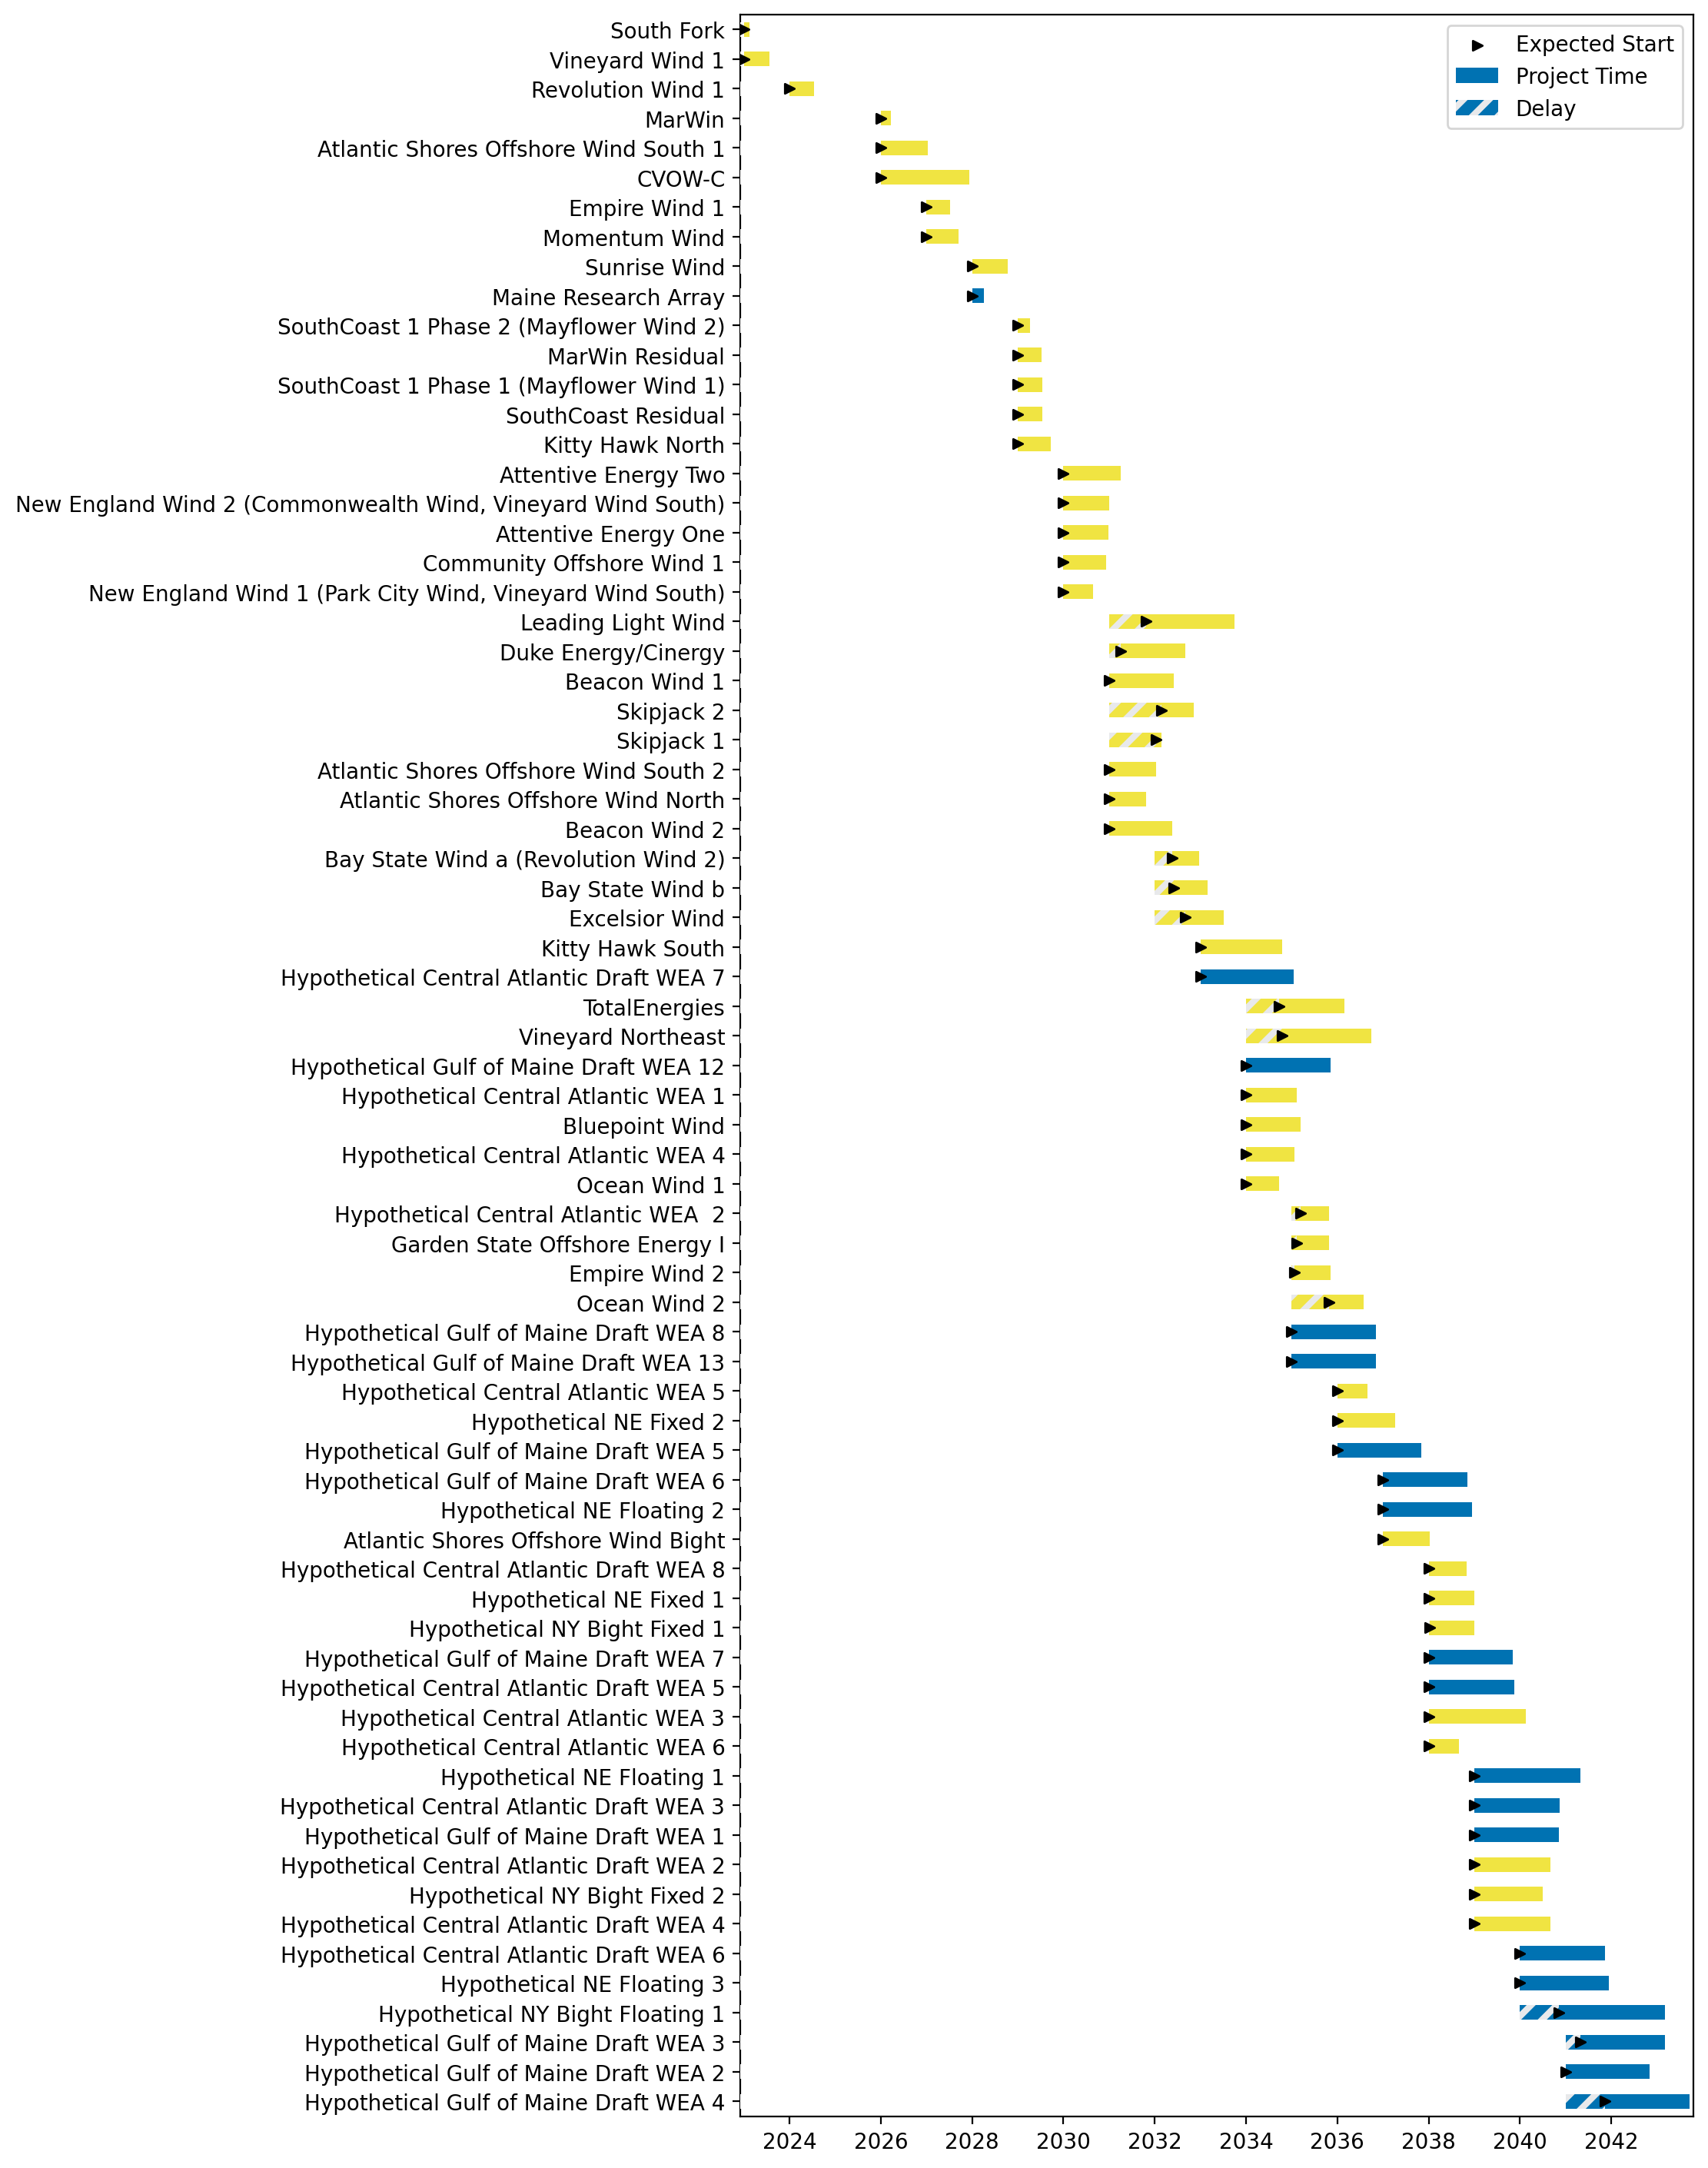 South Fork
Vineyard Wind 1
Revolution Wind 1
MarWin
Atlantic Shores Offshore Wind South 1
CVOW-C
Empire Wind 1
Momentum Wind
Sunrise Wind
Maine Research Array
SouthCoast 1 Phase 2 (Mayflower Wind 2)
MarWin Residual
SouthCoast 1 Phase 1 (Mayflower Wind 1)
SouthCoast Residual
Kitty Hawk North
Attentive Energy Two
New England Wind 2 (Commonwealth Wind, Vineyard Wind South)
Attentive Energy One
Community Offshore Wind 1
New England Wind 1 (Park City Wind, Vineyard Wind South)
Leading Light Wind
Duke Energy/Cinergy
Beacon Wind 1
Skipjack 2
Skipjack 1
Atlantic Shores Offshore Wind South 2
Atlantic Shores Offshore Wind North
Beacon Wind 2
Bay State Wind a (Revolution Wind 2)
Bay State Wind b
Excelsior Wind
Kitty Hawk South
Hypothetical Central Atlantic Draft WEA 7
TotalEnergies
Vineyard Northeast
Hypothetical Gulf of Maine Draft WEA 12
Hypothetical Central Atlantic WEA 1
Bluepoint Wind
Hypothetical Central Atlantic WEA 4
Ocean Wind 1
Hypothetical Central Atlantic WEA  2
Garden State Offshore Energy I
Empire Wind 2
Ocean Wind 2
Hypothetical Gulf of Maine Draft WEA 8
Hypothetical Gulf of Maine Draft WEA 13
Hypothetical Central Atlantic WEA 5
Hypothetical NE Fixed 2
Hypothetical Gulf of Maine Draft WEA 5
Hypothetical Gulf of Maine Draft WEA 6
Hypothetical NE Floating 2
Atlantic Shores Offshore Wind Bight
Hypothetical Central Atlantic Draft WEA 8
Hypothetical NE Fixed 1
Hypothetical NY Bight Fixed 1
Hypothetical Gulf of Maine Draft WEA 7
Hypothetical Central Atlantic Draft WEA 5
Hypothetical Central Atlantic WEA 3
Hypothetical Central Atlantic WEA 6
Hypothetical NE Floating 1
Hypothetical Central Atlantic Draft WEA 3
Hypothetical Gulf of Maine Draft WEA 1
Hypothetical Central Atlantic Draft WEA 2
Hypothetical NY Bight Fixed 2
Hypothetical Central Atlantic Draft WEA 4
Hypothetical Central Atlantic Draft WEA 6
Hypothetical NE Floating 3
Hypothetical NY Bight Floating 1
Hypothetical Gulf of Maine Draft WEA 3
Hypothetical Gulf of Maine Draft WEA 2
Hypothetical Gulf of Maine Draft WEA 4
Expected Start
Project Time
Delay
2024 2026 2028 2030 2032 2034 2036 2038 2040 2042